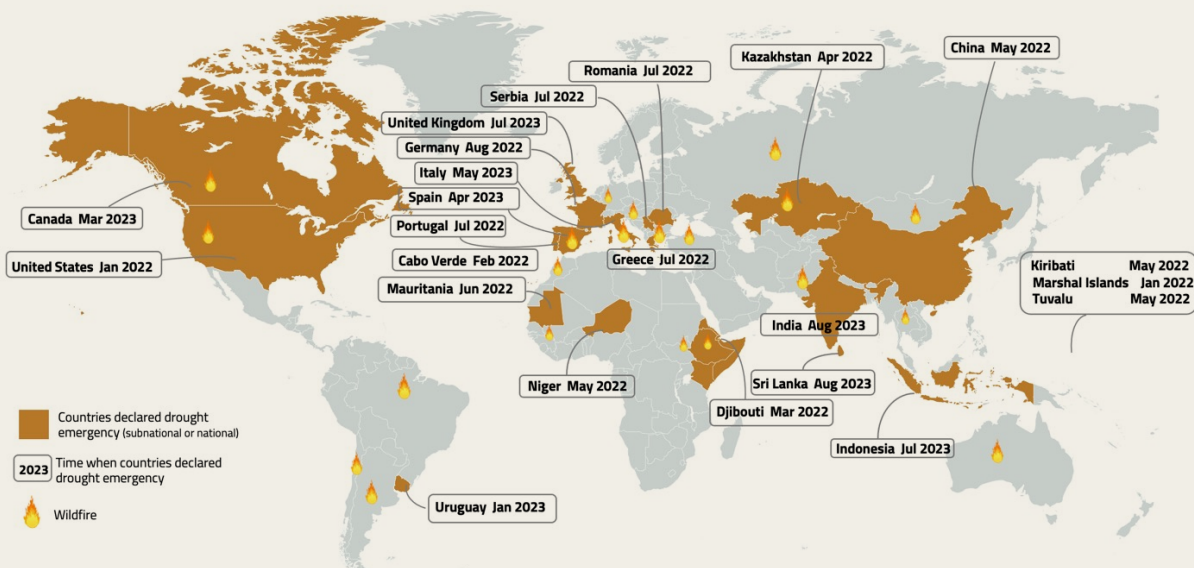 Romania Jul 2022
Kazakhstan Apr 2022
China May 2022
Serbia Jul 2022
United Kingdom Jul 2023
Germany Aug 2022
Italy May 2023
Spain Apr 2023
Canada Mar 2023
Portugal Jul 2022
United States Jan 2022
Cabo Verde Feb 2022
Greece Jul 2022
Mauritania Jun 2022
Kiribati May 2022
Marshal Islands Jan 2022
Tuvalu May 2022
India Aug 2023
Niger May 2022
Sri Lanka Aug 2023
Djibouti Mar 2022
Indonesia Jul 2023
Uruguay Jan 2023
Countries declared drought
emergency (subnational or national)
2023 Time when countries declared
drought emergency
Wildfire